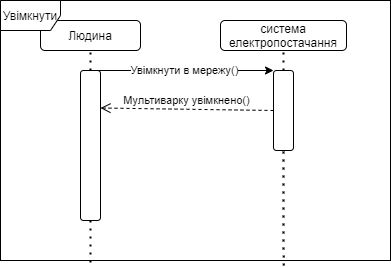 Увімкнути
Людина
система
електропостачання
Увімкнути в мережу()
Мультиварку увімкнено()